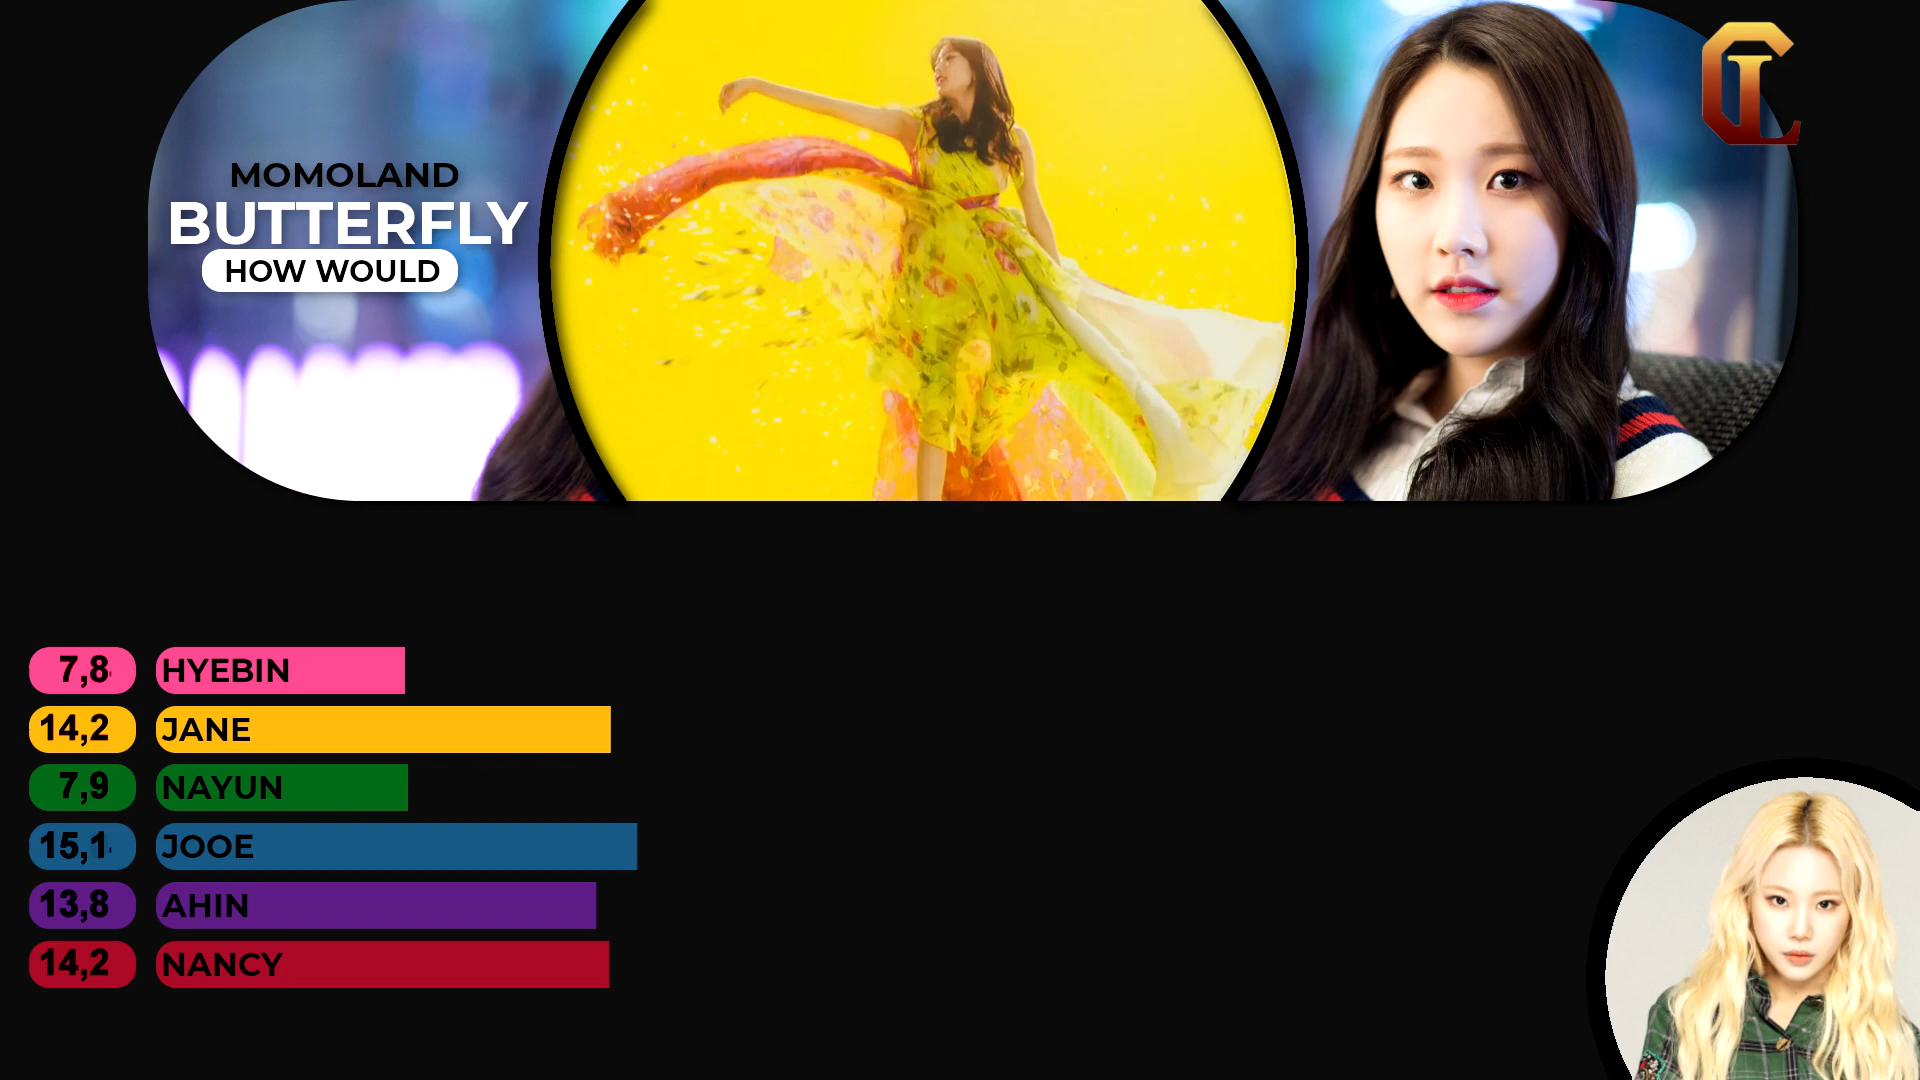 MOMOLAND
BUTTERFLY
HOW WOULD
CL
7,8 HYEBIN
14,2 JANE
7,9 NAYUN
15,1 JOOE
13,8 AHIN
14,2 NANCY